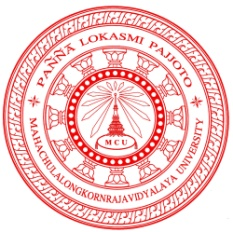 PAÑÑĀ LOKASMI PAJJOTO
MCU
MAHACHULALONGKORNRAJAVIDYALAYA UNIVERSITY